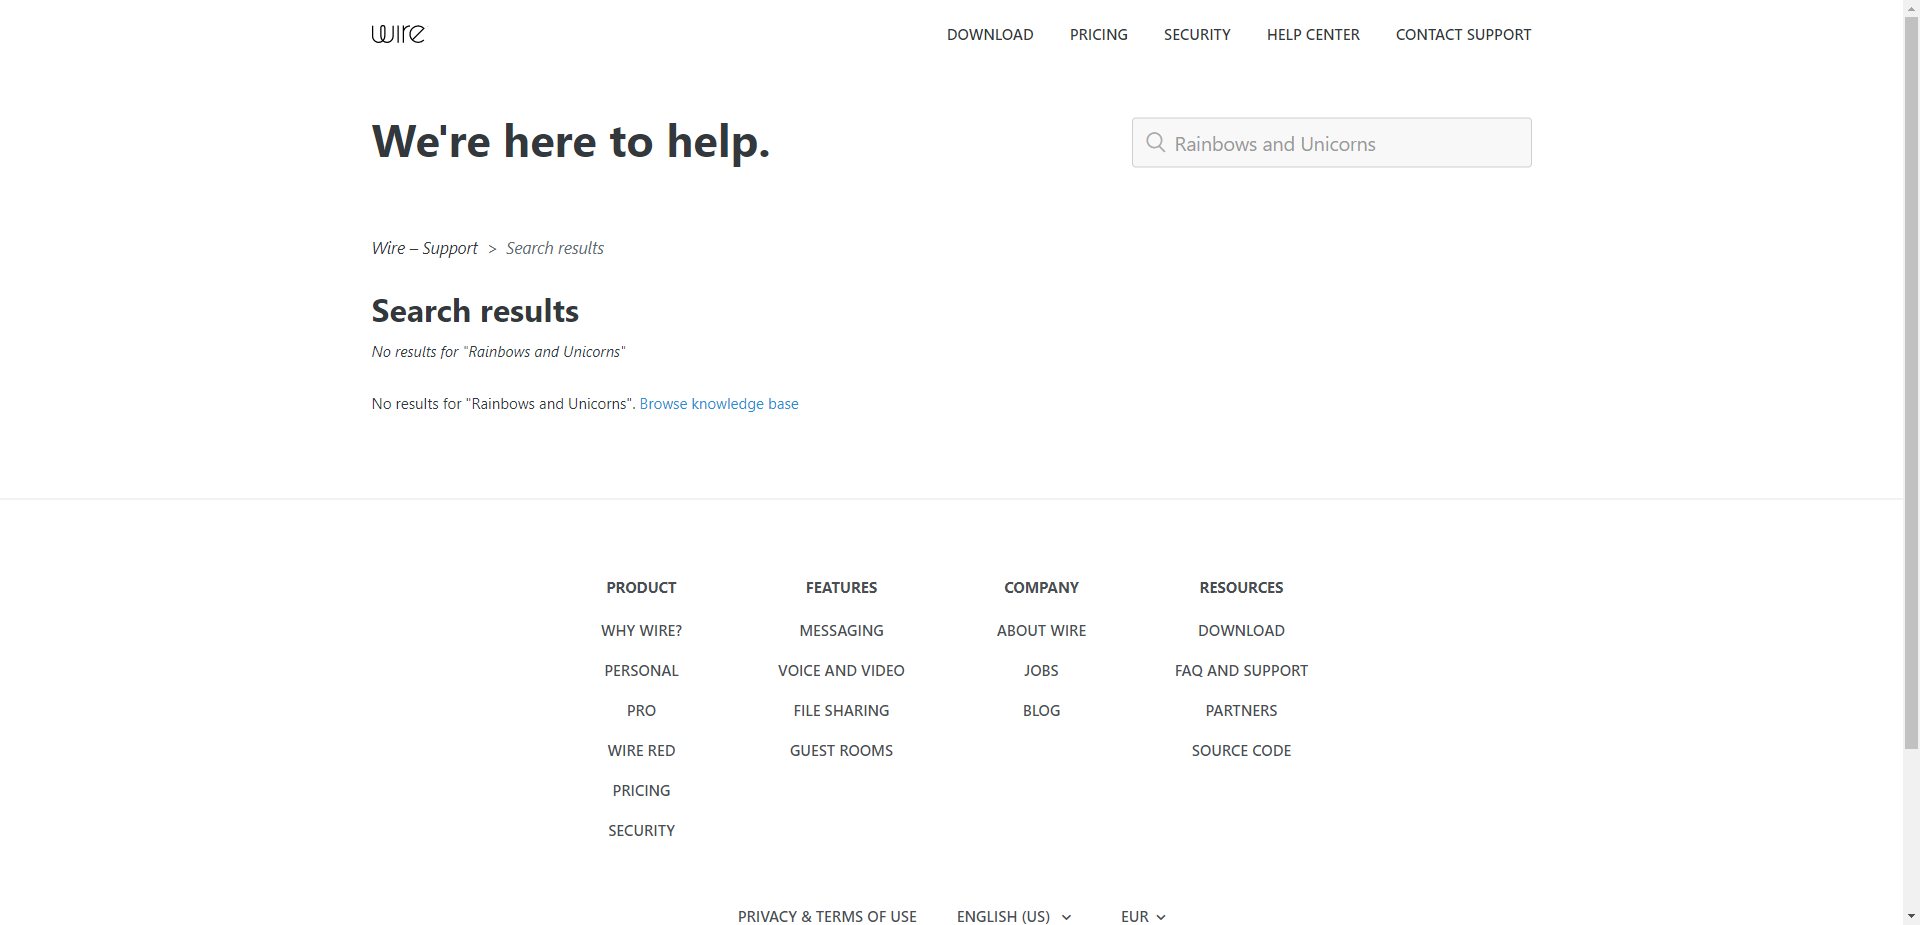 wire
DOWNLOAD PRICING SECURITY HELP CENTER CONTACT SUPPORT
We're here to help.
Rainbows and Unicorns
Wire – Support > Search results
Search results
No results for "Rainbows and Unicorns"
No results for "Rainbows and Unicorns". Browse knowledge base
PRODUCT FEATURES COMPANY RESOURCES
WHY WIRE? MESSAGING ABOUT WIRE DOWNLOAD
PERSONAL VOICE AND VIDEO JOBS FAQ AND SUPPORT
PRO FILE SHARING BLOG PARTNERS
WIRE RED GUEST ROOMS SOURCE CODE
PRICING
SECURITY
PRIVACY & TERMS OF USE ENGLISH (US) EUR